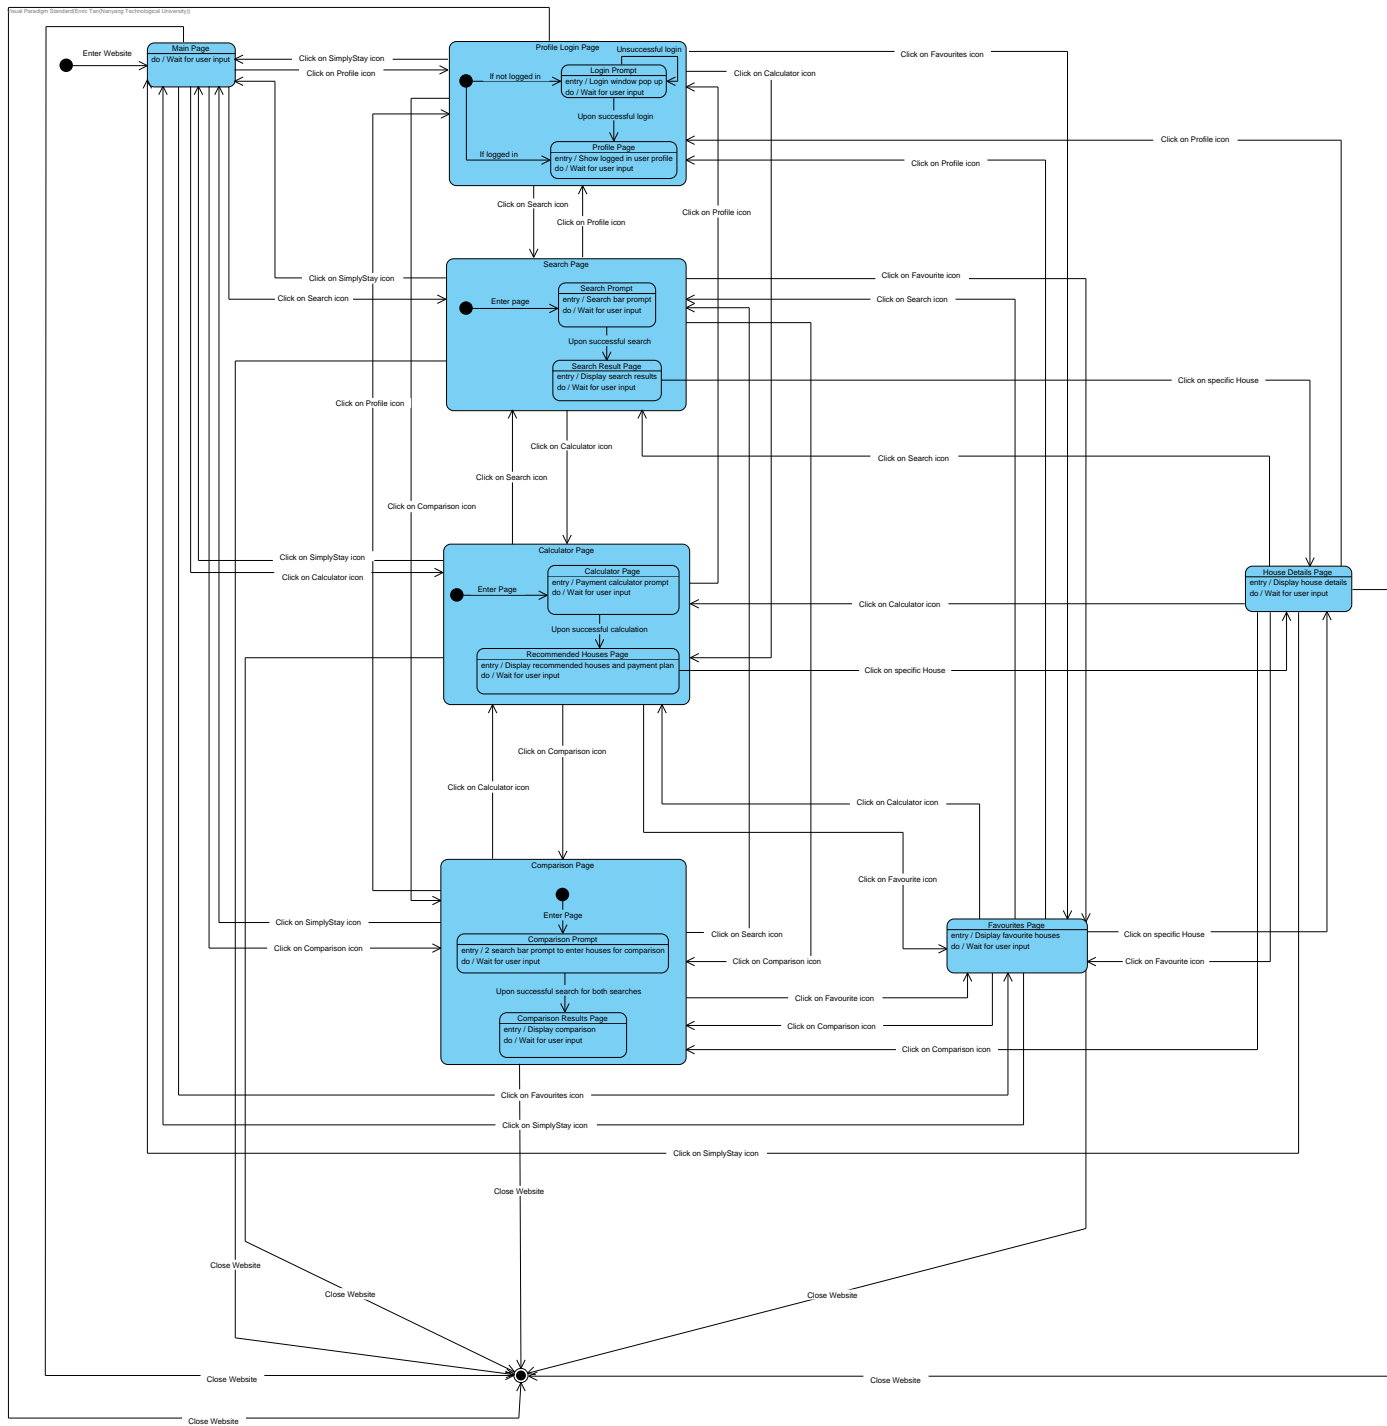 Visual Paradigm Standard(Enric Tan(Nanyang Technological University))
Enter Website
Main Page
do / Wait for user input
Click on SimplyStay icon
Click on Profile icon
Profile Login Page
Unsuccessful login
If not logged in
Login Prompt
entry / Login window pop up
do / Wait for user input
Upon successful login
If logged in
Profile Page
entry / Show logged in user profile
do / Wait for user input
Click on Favourites icon
Click on Calculator icon
Click on Profile icon
Click on Profile icon
Click on Search icon
Click on Profile icon
Click on Profile icon
Search Page
Click on SimplyStay icon
Click on Search icon
Enter page
Search Prompt
entry / Search bar prompt
do / Wait for user input
Upon successful search
Search Result Page
entry / Display search results
do / Wait for user input
Click on Favourite icon
Click on Search icon
Click on specific House
Click on Profile icon
Click on Calculator icon
Click on Search icon
Click on Search icon
Click on Comparison icon
Calculator Page
Click on SimplyStay icon
Click on Calculator icon
Enter Page
Calculator Page
entry / Payment calculator prompt
do / Wait for user input
Upon successful calculation
Recommended Houses Page
entry / Display recommended houses and payment plan
do / Wait for user input
House Details Page
entry / Display house details
do / Wait for user input
Click on Calculator icon
Click on specific House
Click on Comparison icon
Click on Calculator icon
Click on Calculator icon
Comparison Page
Enter Page
Comparison Prompt
entry / 2 search bar prompt to enter houses for comparison
do / Wait for user input
Upon successful search for both searches
Comparison Results Page
entry / Display comparison
do / Wait for user input
Click on SimplyStay icon
Click on Comparison icon
Click on Favourite icon
Click on Search icon
Click on Comparison icon
Favourites Page
entry / Dsiplay favourite houses
do / Wait for user input
Click on specific House
Click on Favourite icon
Click on Favourite icon
Click on Comparison icon
Click on Comparison icon
Click on Favourites icon
Click on SimplyStay icon
Click on SimplyStay icon
Close Website
Close Website
Close Website
Close Website
Close Website
Close Website
Close Website